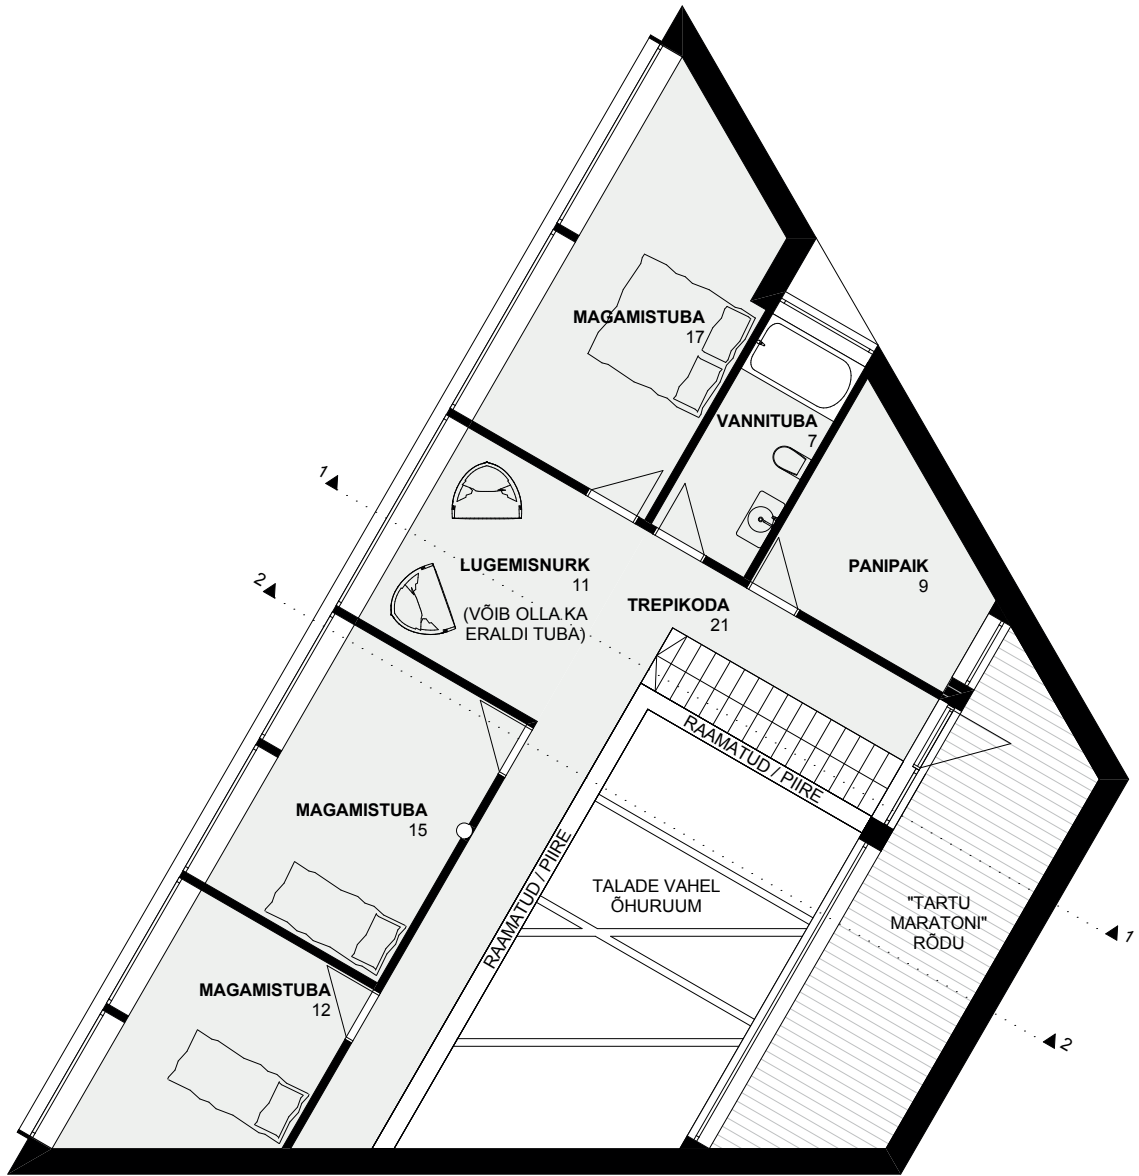 MAGAMISTUBA
17
VANNITUBA
7
1
2
LUGEMISNURK
11
(VÕIB OLLA KA
ERALDI TUBA)
TREPIKODA
21
PANIPAIK
9
RAAMATUD / PIIRE
MAGAMISTUBA
15
RAAMATUD / PIIRE
TALADE VAHEL
ÕHURUUM
"TARTU
MARATONI"
RÕDU
1
MAGAMISTUBA
12
2